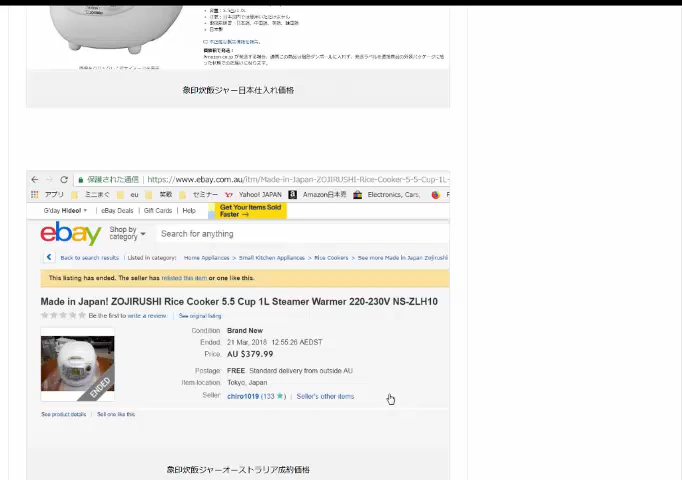 ・日本製
象印炊飯ジャー日本仕入れ価格
保護された通信 | https://www.ebay.com.au/itm/Made-in-Japan-ZOJIRUSHI-Rice-Cooker-5-5-Cup-1L-
アプリ ミニまぐ eu 笑歌 セミナー Yahoo! JAPAN Amazon日本 Electronics, Cars, F
G'day Hideo! | eBay Deals | Gift Cards | Help
Get Your Items Sold
Faster →
ebay Shop by category Search for anything
Back to search results | Listed in category: Home Appliances > Small Kitchen Appliances > Rice Cookers > See more Made in Japan Zojirushi
This listing has ended. The seller has relisted this item or one like this.
Made in Japan! ZOJIRUSHI Rice Cooker 5.5 Cup 1L Steamer Warmer 220-230V NS-ZLH10
Be the first to write a review. | See original listing
Condition: Brand New
Ended: 21 Mar, 2018 12:55:26 AEDST
Price: AU $379.99
Postage: FREE Standard delivery from outside AU
Item location: Tokyo, Japan
Seller: chiro1019 (133 ★) | Seller's other items
ENDED
See product details | Sell one like this
象印炊飯ジャーオーストラリア成約価格